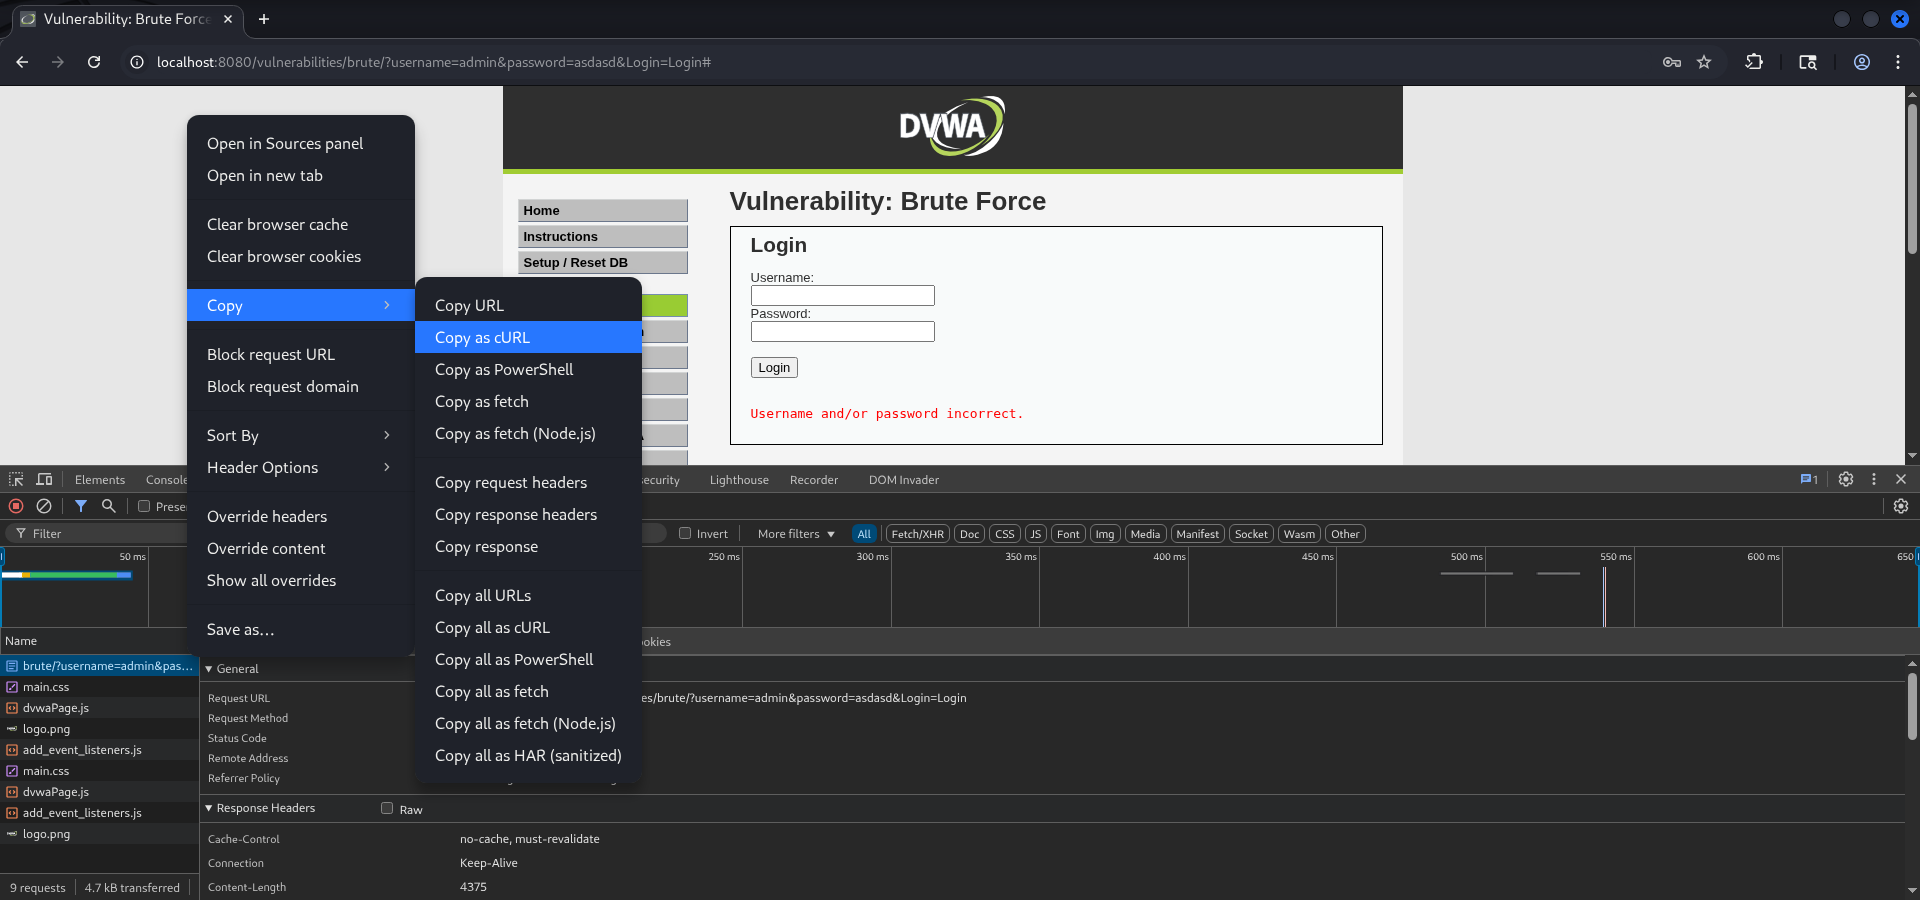 Vulnerability: Brute Force
localhost:8080/vulnerabilities/brute/?username=admin&password=asdasd&Login=Login#
DVWA
Home
Instructions
Setup / Reset DB
Vulnerability: Brute Force
Login
Username:
Password:
Login
Username and/or password incorrect.
Open in Sources panel
Open in new tab
Clear browser cache
Clear browser cookies
Copy
Block request URL
Block request domain
Sort By
Header Options
Override headers
Override content
Show all overrides
Save as…
Copy URL
Copy as cURL
Copy as PowerShell
Copy as fetch
Copy as fetch (Node.js)
Copy request headers
Copy response headers
Copy response
Copy all URLs
Copy all as cURL
Copy all as PowerShell
Copy all as fetch
Copy all as fetch (Node.js)
Copy all as HAR (sanitized)
Elements Console ecurity Lighthouse Recorder DOM Invader 1
Prese
Filter Invert More filters All Fetch/XHR Doc CSS JS Font Img Media Manifest Socket Wasm Other
50 ms 250 ms 300 ms 350 ms 400 ms 450 ms 500 ms 550 ms 600 ms 650
Name okies
brute/?username=admin&pas…
main.css
dvwaPage.js
logo.png
add_event_listeners.js
main.css
dvwaPage.js
add_event_listeners.js
logo.png
9 requests 4.7 kB transferred
General
Request URL es/brute/?username=admin&password=asdasd&Login=Login
Request Method
Status Code
Remote Address
Referrer Policy
Response Headers Raw
Cache-Control no-cache, must-revalidate
Connection Keep-Alive
Content-Length 4375